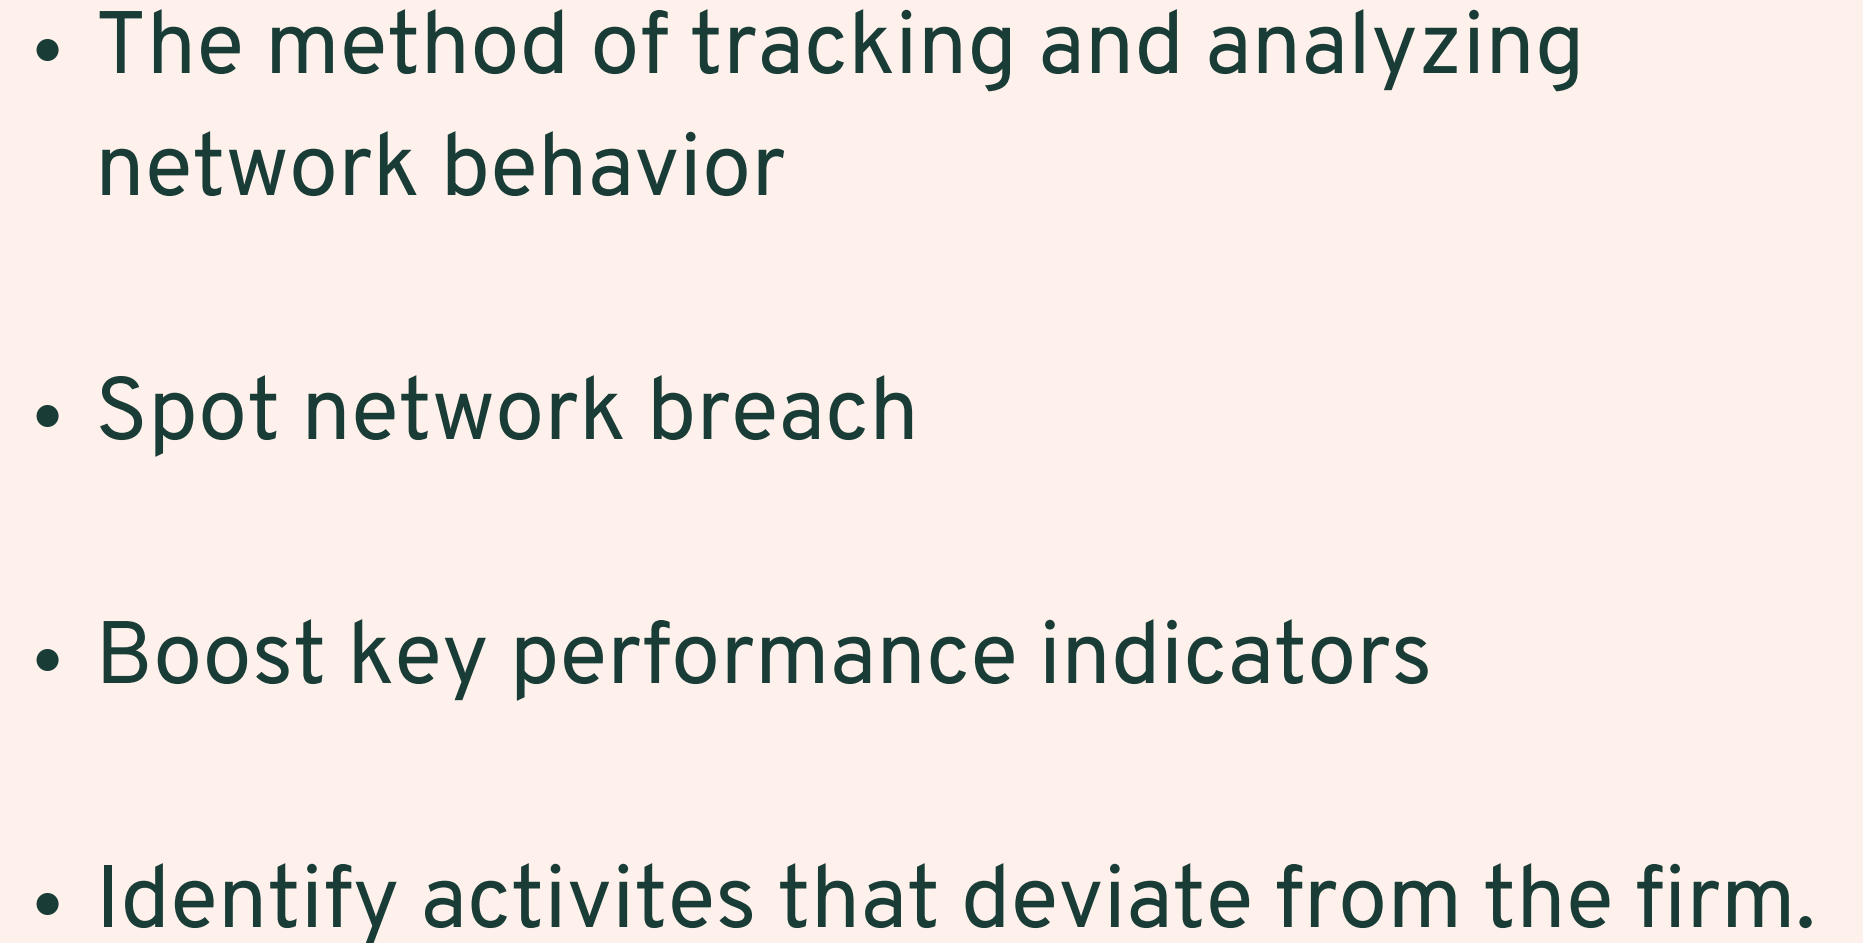 • The method of tracking and analyzing
network behavior
• Spot network breach
• Boost key performance indicators
• Identify activites that deviate from the firm.